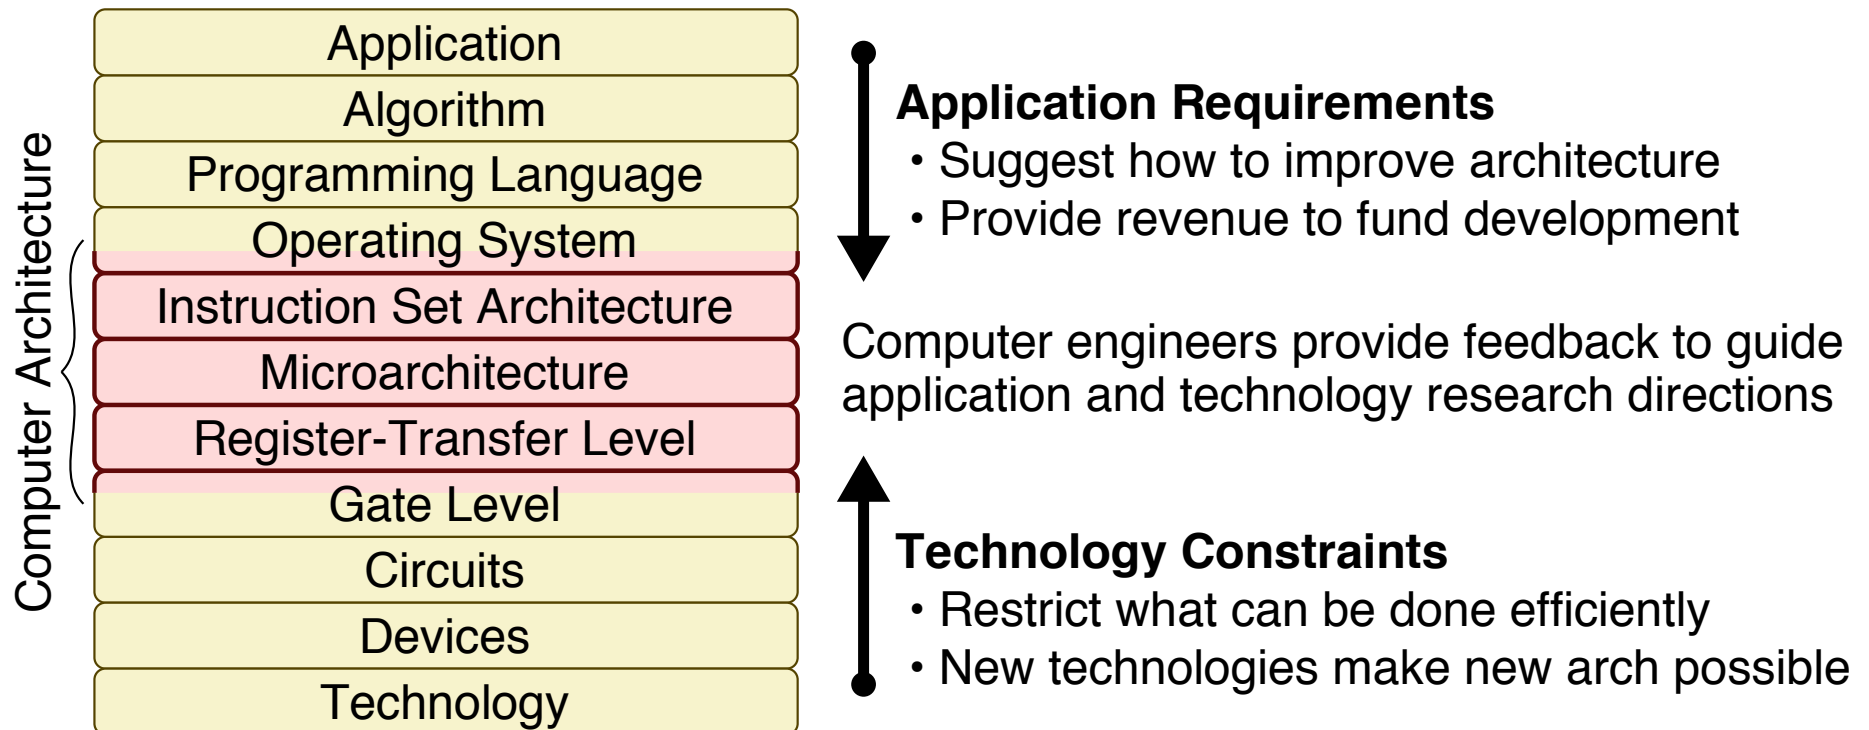 Computer Architecture
Application
Algorithm
Programming Language
Operating System
Instruction Set Architecture
Microarchitecture
Register-Transfer Level
Gate Level
Circuits
Devices
Technology
Application Requirements
• Suggest how to improve architecture
• Provide revenue to fund development
Computer engineers provide feedback to guide
application and technology research directions
Technology Constraints
• Restrict what can be done efficiently
• New technologies make new arch possible